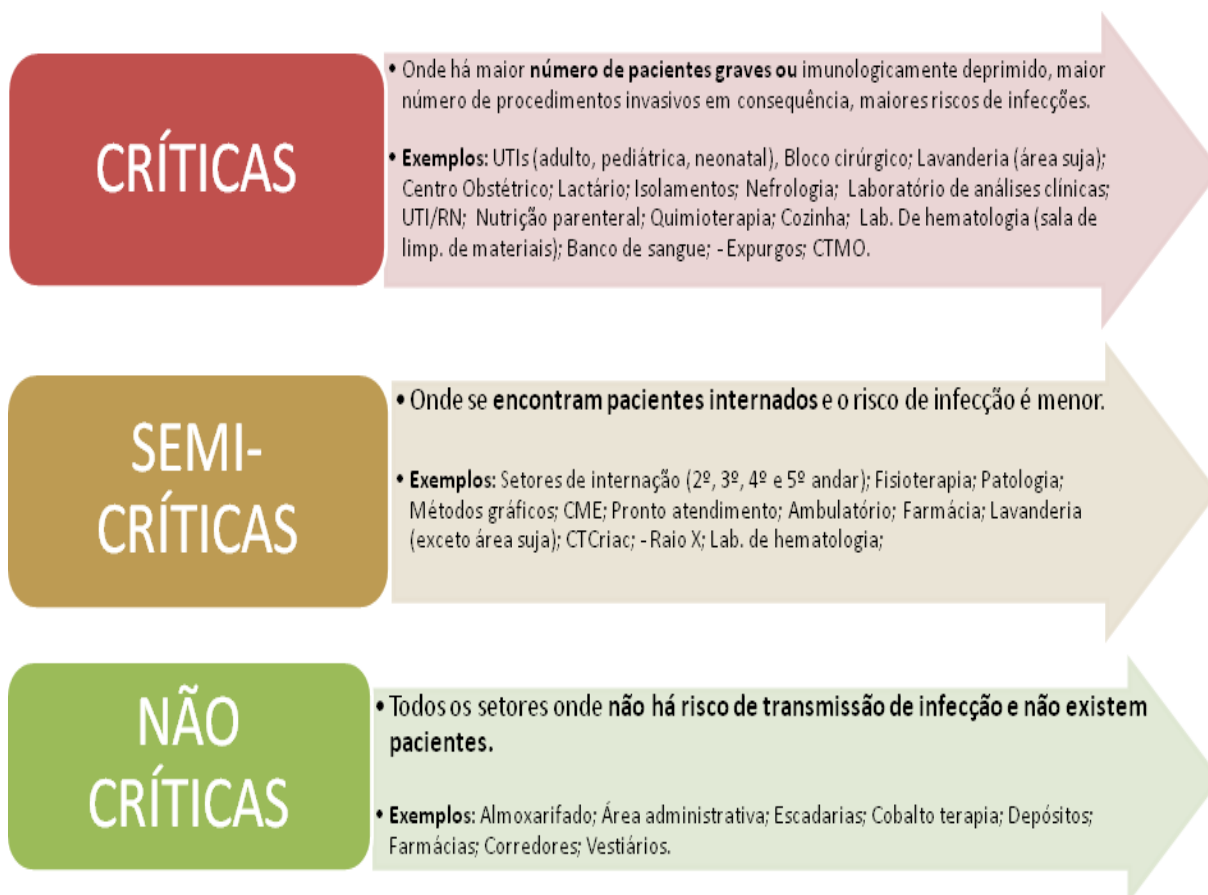 CRÍTICAS
• Onde há maior número de pacientes graves ou imunologicamente deprimido, maior
número de procedimentos invasivos em consequência, maiores riscos de infecções.
• Exemplos: UTIs (adulto, pediátrica, neonatal), Bloco cirúrgico; Lavanderia (área suja);
Centro Obstétrico; Lactário; Isolamentos; Nefrologia; Laboratório de análises clínicas;
UTI/RN; Nutrição parenteral; Quimioterapia; Cozinha; Lab. De hematologia (sala de
limp. de materiais); Banco de sangue; - Expurgos; CTMO.
SEMI-
CRÍTICAS
• Onde se encontram pacientes internados e o risco de infecção é menor.
• Exemplos: Setores de internação (2º, 3º, 4º e 5º andar); Fisioterapia; Patologia;
Métodos gráficos; CME; Pronto atendimento; Ambulatório; Farmácia; Lavanderia
(exceto área suja); CTCriac; - Raio X; Lab. de hematologia;
NÃO
CRÍTICAS
• Todos os setores onde não há risco de transmissão de infecção e não existem
pacientes.
• Exemplos: Almoxarifado; Área administrativa; Escadarias; Cobalto terapia; Depósitos;
Farmácias; Corredores; Vestiários.